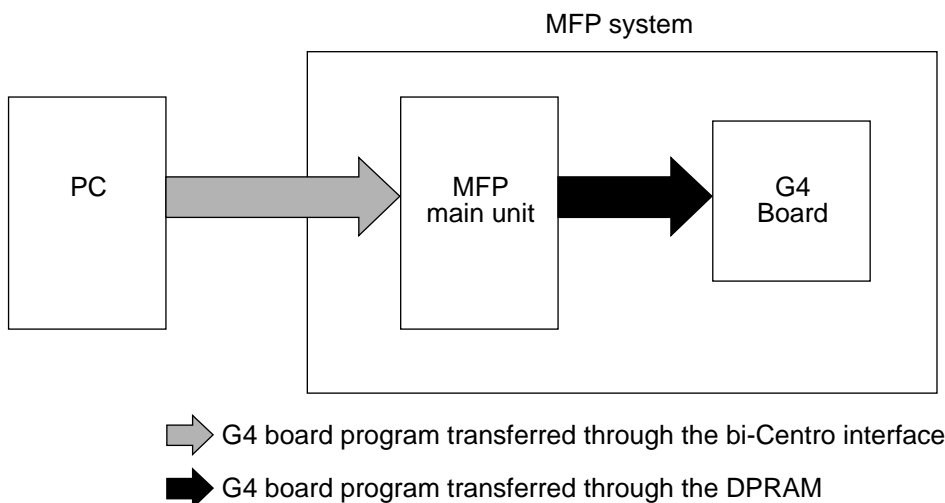 MFP system
PC
MFP
main unit
G4
Board
G4 board program transferred through the bi-Centro interface
G4 board program transferred through the DPRAM